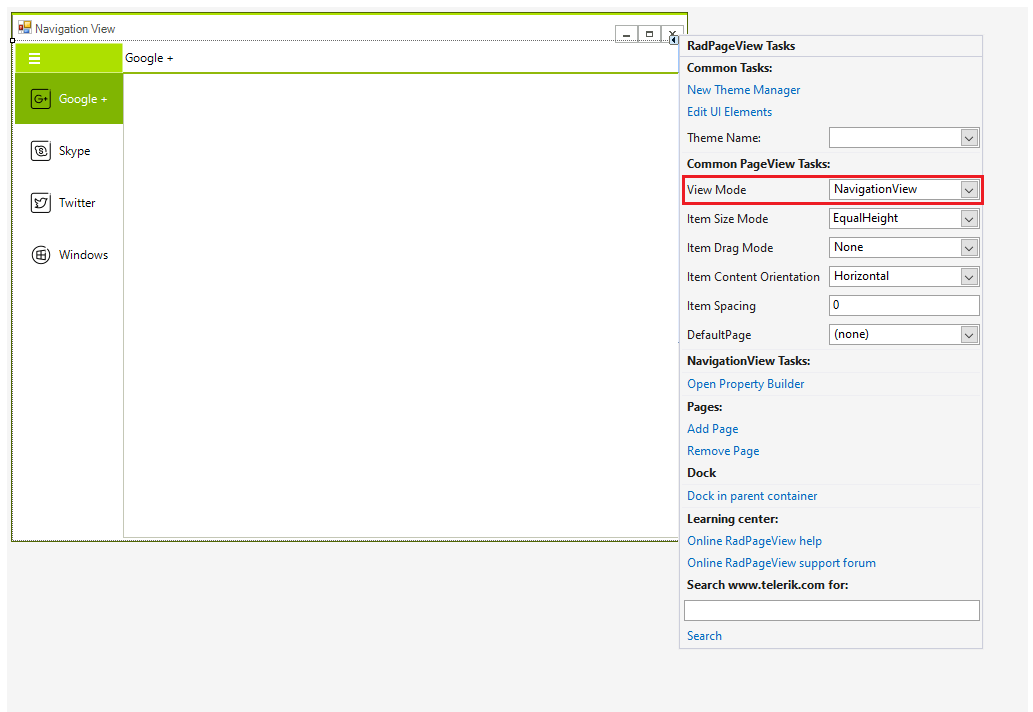 Navigation View
Google +
Google +
Skype
Twitter
Windows
RadPageView Tasks
Common Tasks:
New Theme Manager
Edit UI Elements
Theme Name:
Common PageView Tasks:
View Mode NavigationView
Item Size Mode EqualHeight
Item Drag Mode None
Item Content Orientation Horizontal
Item Spacing 0
DefaultPage (none)
NavigationView Tasks:
Open Property Builder
Pages:
Add Page
Remove Page
Dock
Dock in parent container
Learning center:
Online RadPageView help
Online RadPageView support forum
Search www.telerik.com for:
Search